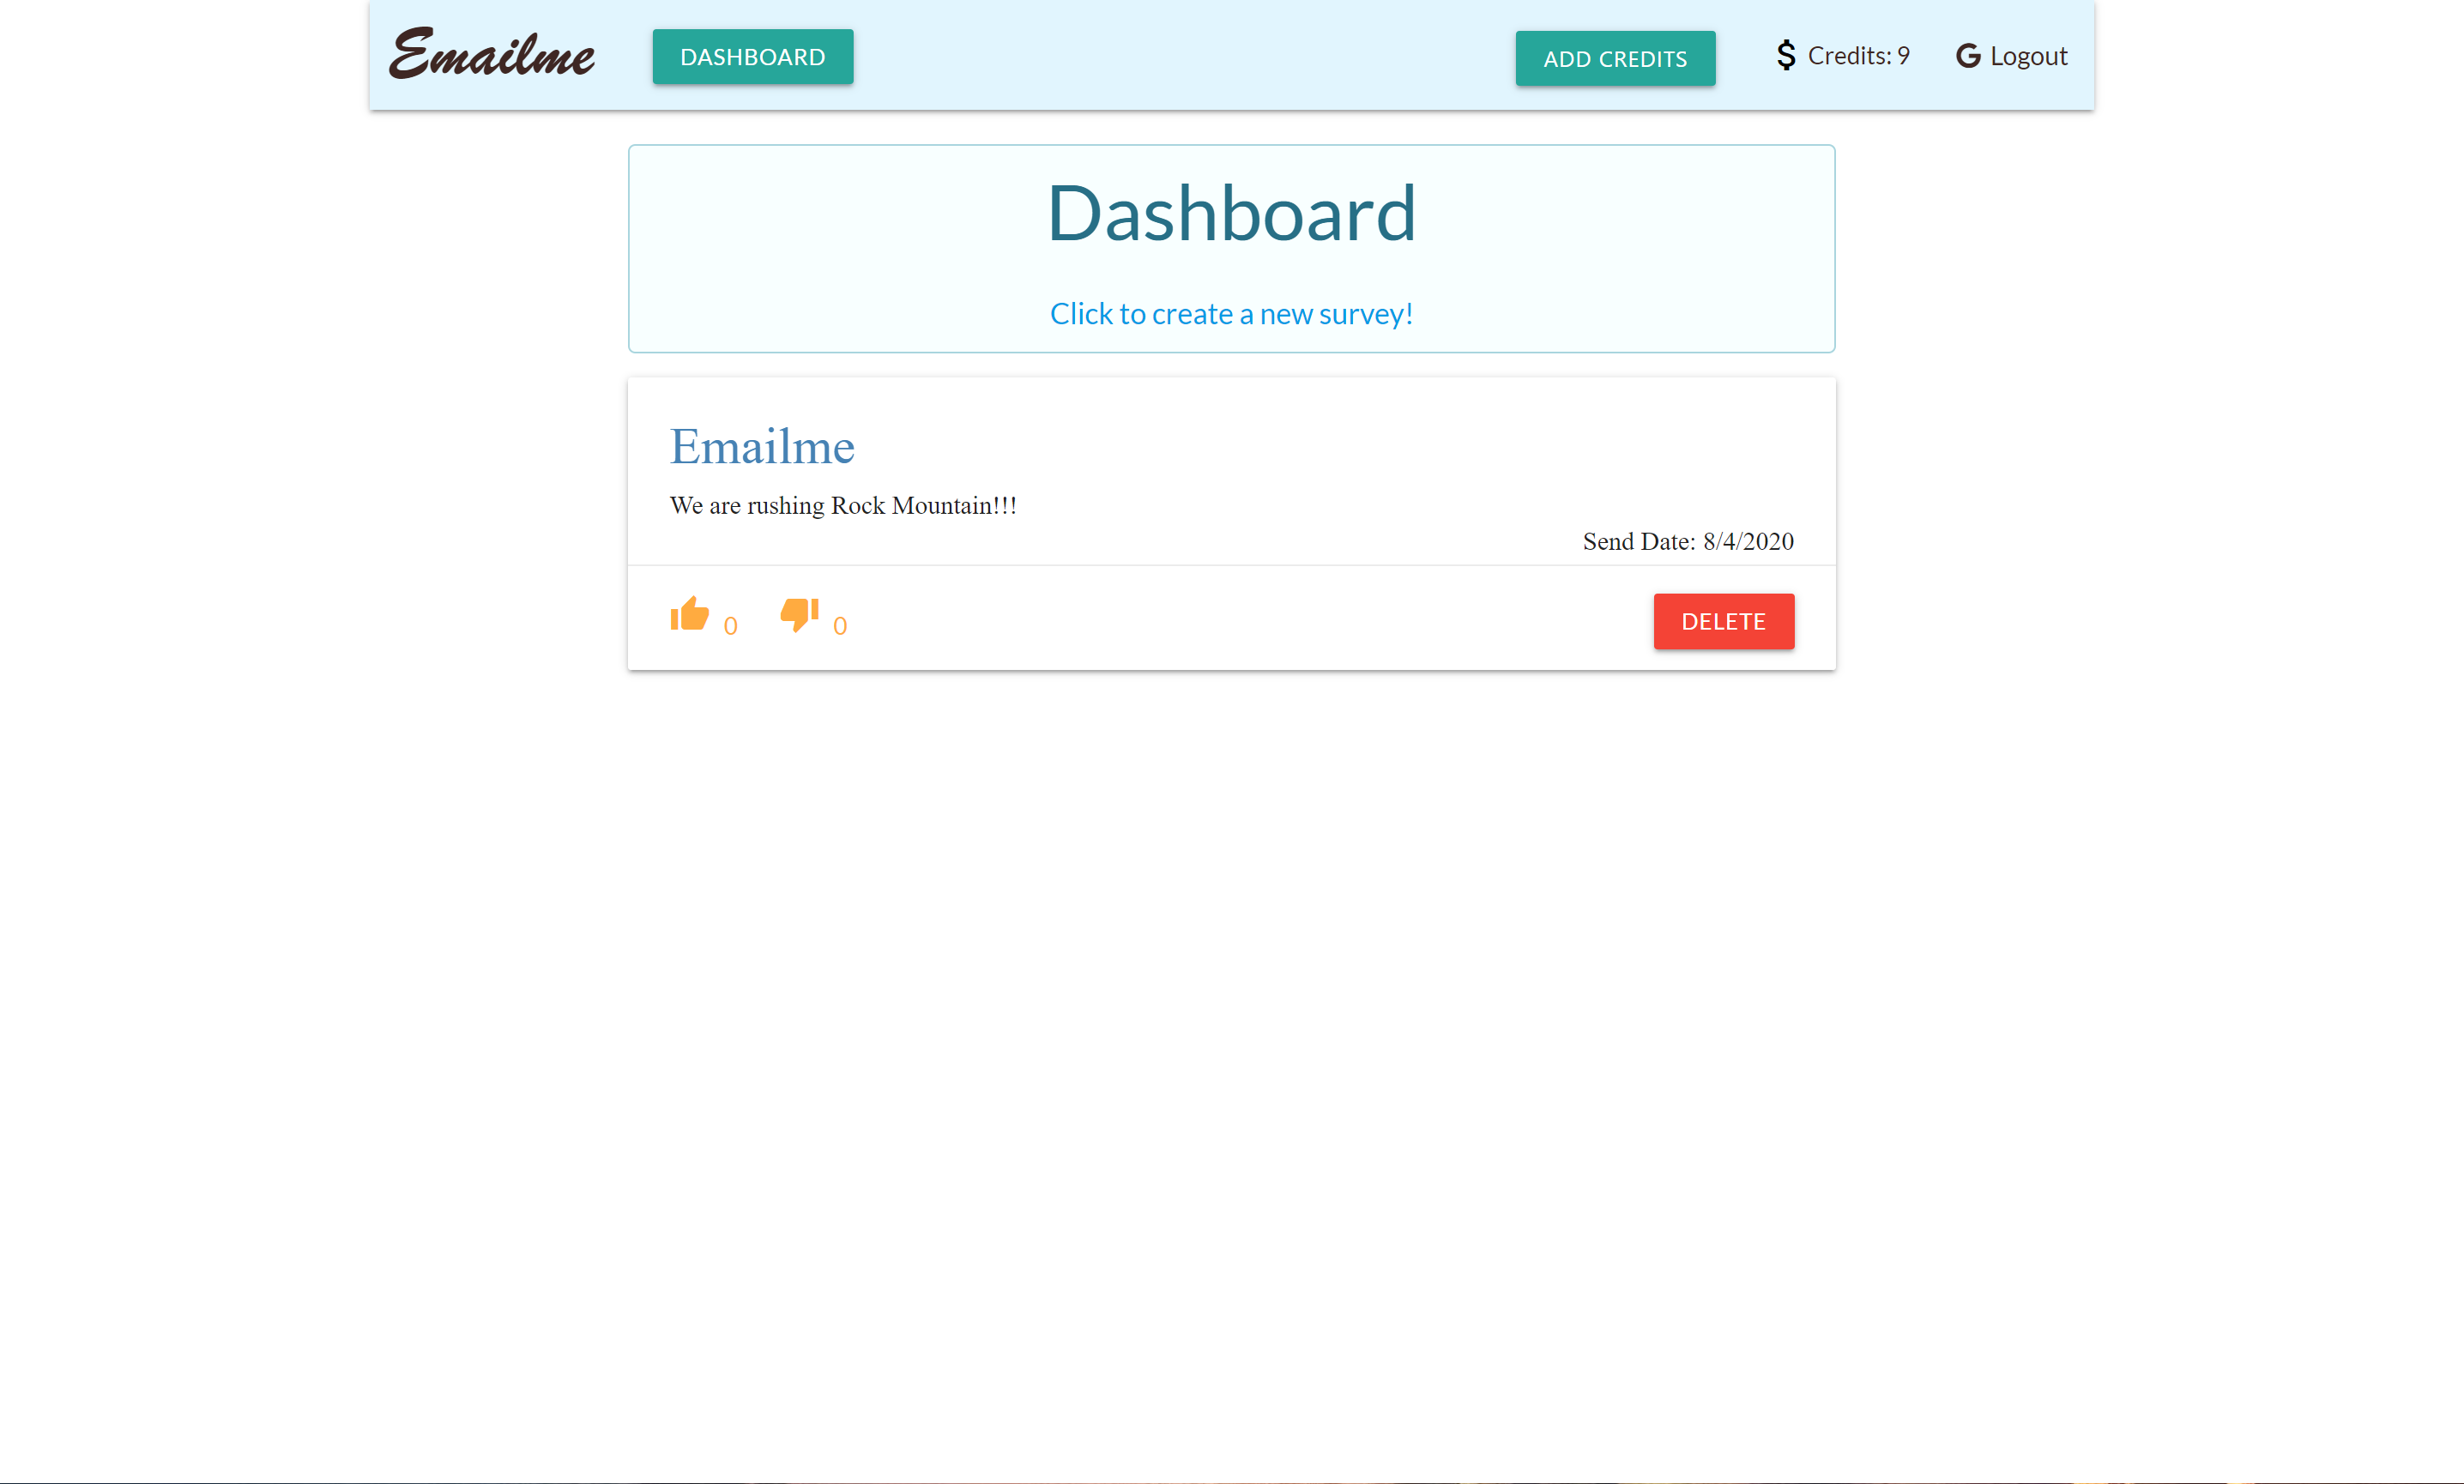 Emailme
DASHBOARD
ADD CREDITS
$ Credits: 9
G Logout
Dashboard
Click to create a new survey!
Emailme
We are rushing Rock Mountain!!!
Send Date: 8/4/2020
0
0
DELETE